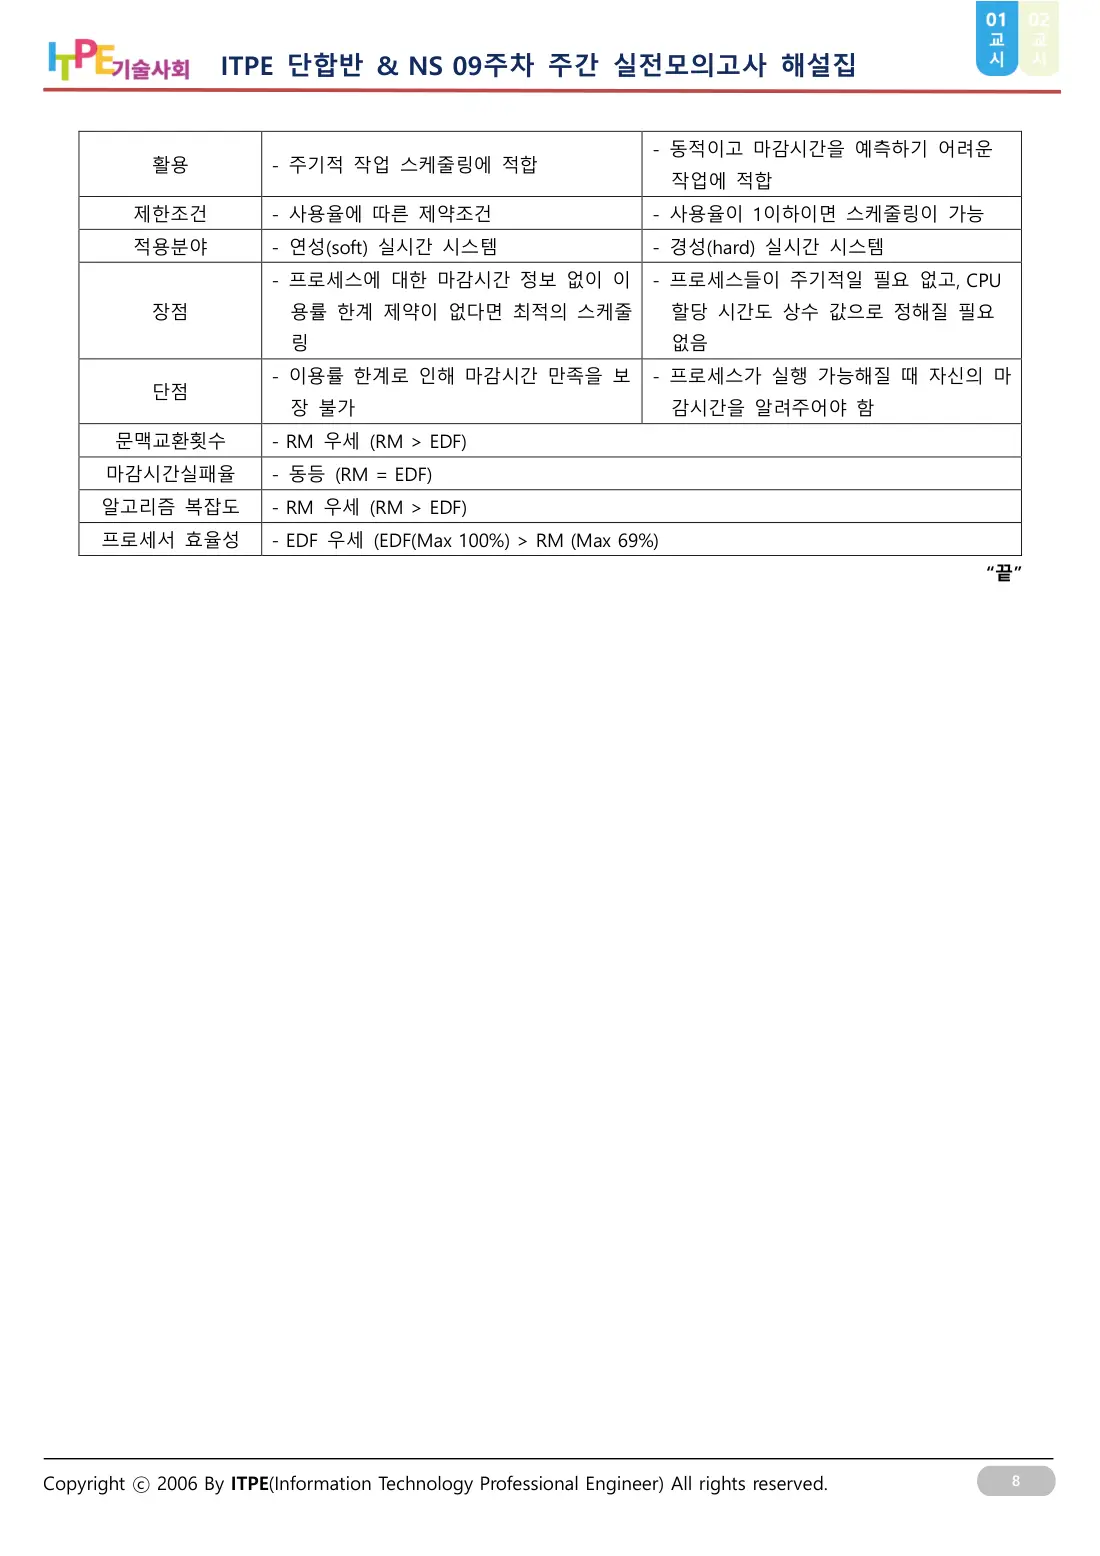 ITPE기술사회 ITPE 단합반 & NS 09주차 주간 실전모의고사 해설집
01
교
시
02
교
시
활용
- 주기적 작업 스케줄링에 적합
- 동적이고 마감시간을 예측하기 어려운
작업에 적합
제한조건
- 사용율에 따른 제약조건
- 사용율이 1이하이면 스케줄링이 가능
적용분야
- 연성(soft) 실시간 시스템
- 경성(hard) 실시간 시스템
장점
- 프로세스에 대한 마감시간 정보 없이 이
용률 한계 제약이 없다면 최적의 스케줄
링
- 프로세스들이 주기적일 필요 없고, CPU
할당 시간도 상수 값으로 정해질 필요
없음
단점
- 이용률 한계로 인해 마감시간 만족을 보
장 불가
- 프로세스가 실행 가능해질 때 자신의 마
감시간을 알려주어야 함
문맥교환횟수
- RM 우세 (RM > EDF)
마감시간실패율
- 동등 (RM = EDF)
알고리즘 복잡도
- RM 우세 (RM > EDF)
프로세서 효율성
- EDF 우세 (EDF(Max 100%) > RM (Max 69%)
“끝”
Copyright ⓒ 2006 By ITPE(Information Technology Professional Engineer) All rights reserved.
8